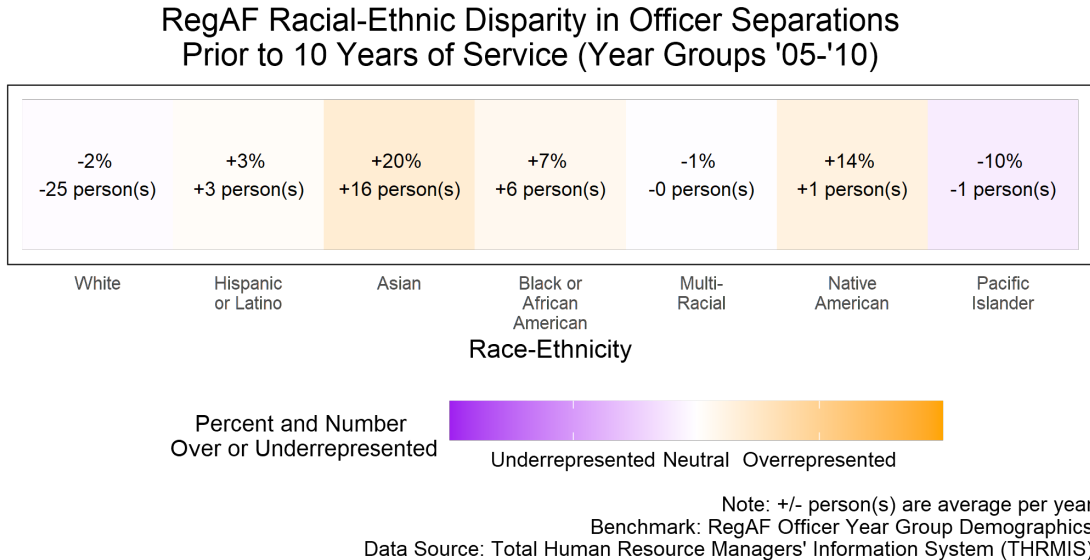 RegAF Racial-Ethnic Disparity in Officer Separations
Prior to 10 Years of Service (Year Groups '05-'10)
-2% +3% +20% +7% -1% +14% -10%
-25 person(s) +3 person(s) +16 person(s) +6 person(s) -0 person(s) +1 person(s) -1 person(s)
White Hispanic Asian Black or Multi- Native Pacific
or Latino African Racial American Islander
American
Race-Ethnicity
Percent and Number
Over or Underrepresented
Underrepresented Neutral Overrepresented
Note: +/- person(s) are average per year
Benchmark: RegAF Officer Year Group Demographics
Data Source: Total Human Resource Managers' Information System (THRMIS)